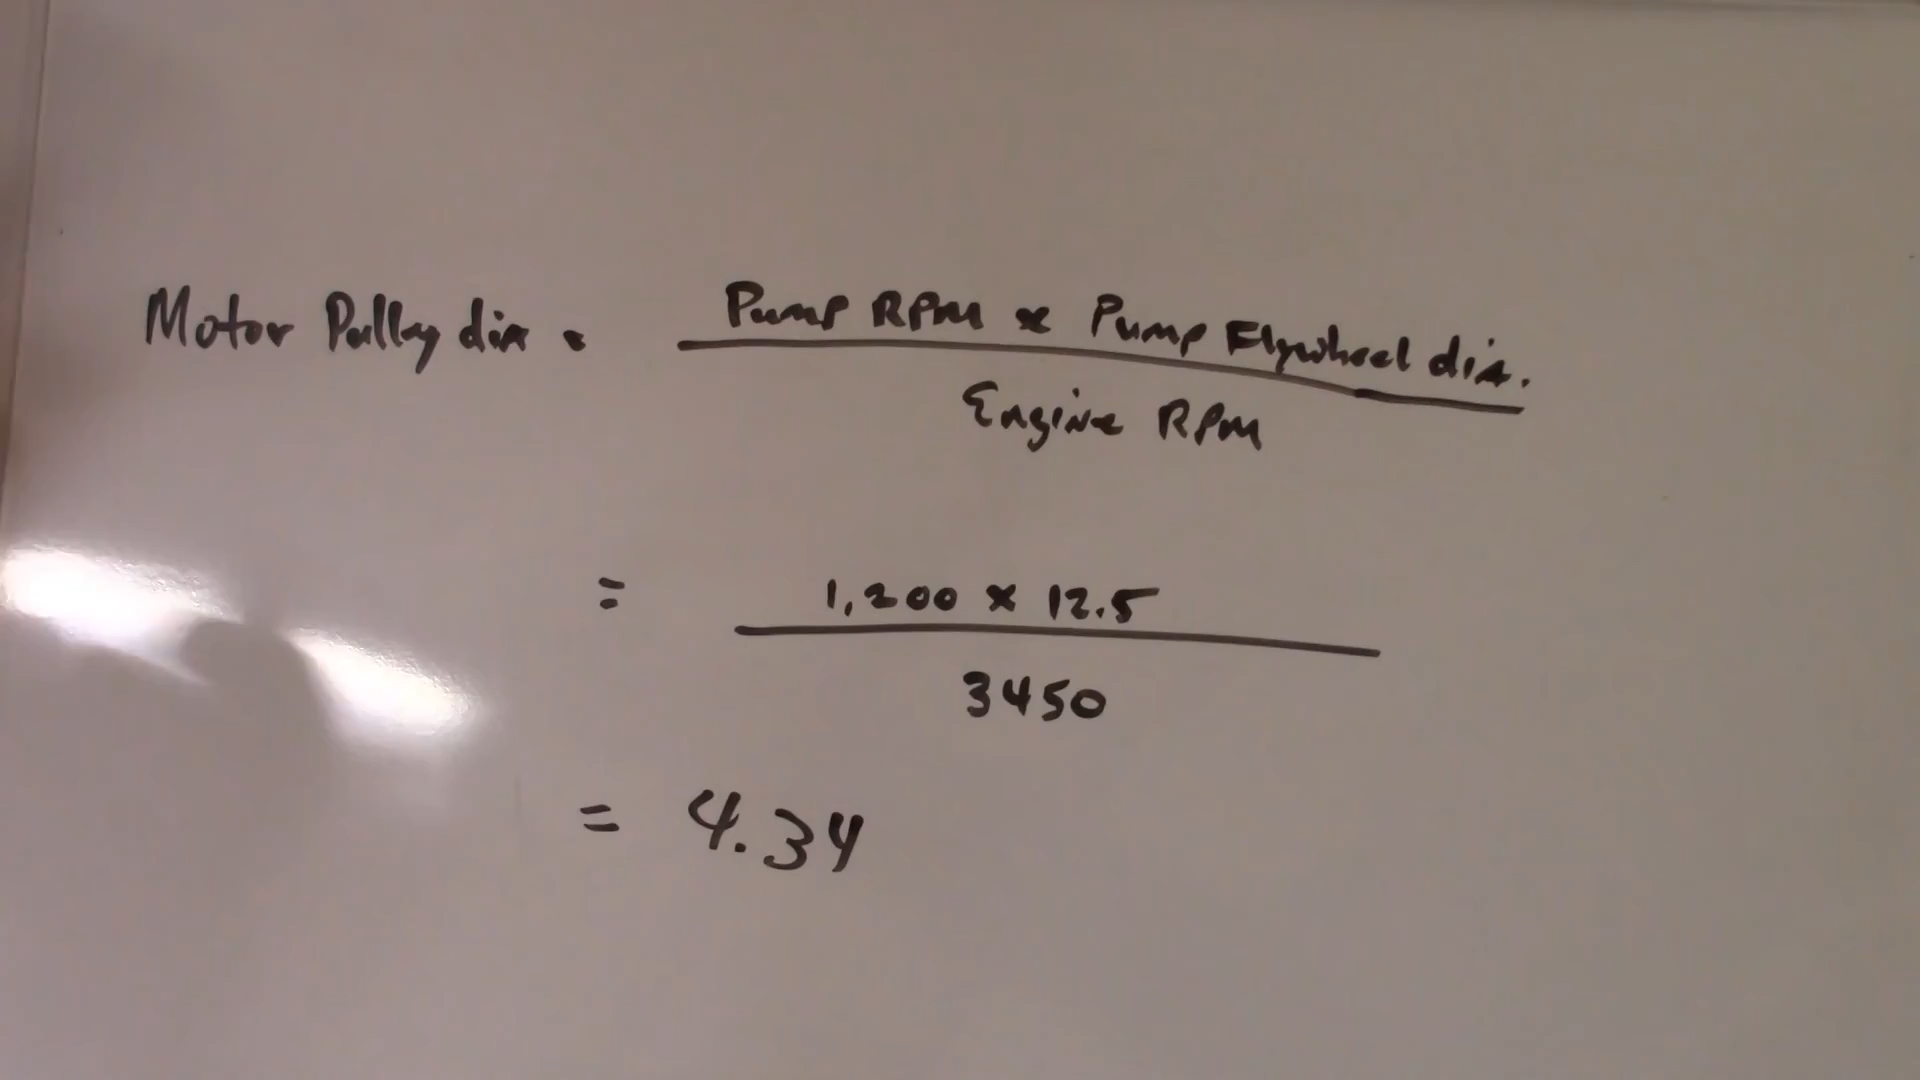 Motor Pulley dia = Pump RPM x Pump Flywheel dia.
Engine RPM
= 1,200 x 12.5
3450
= 4.34